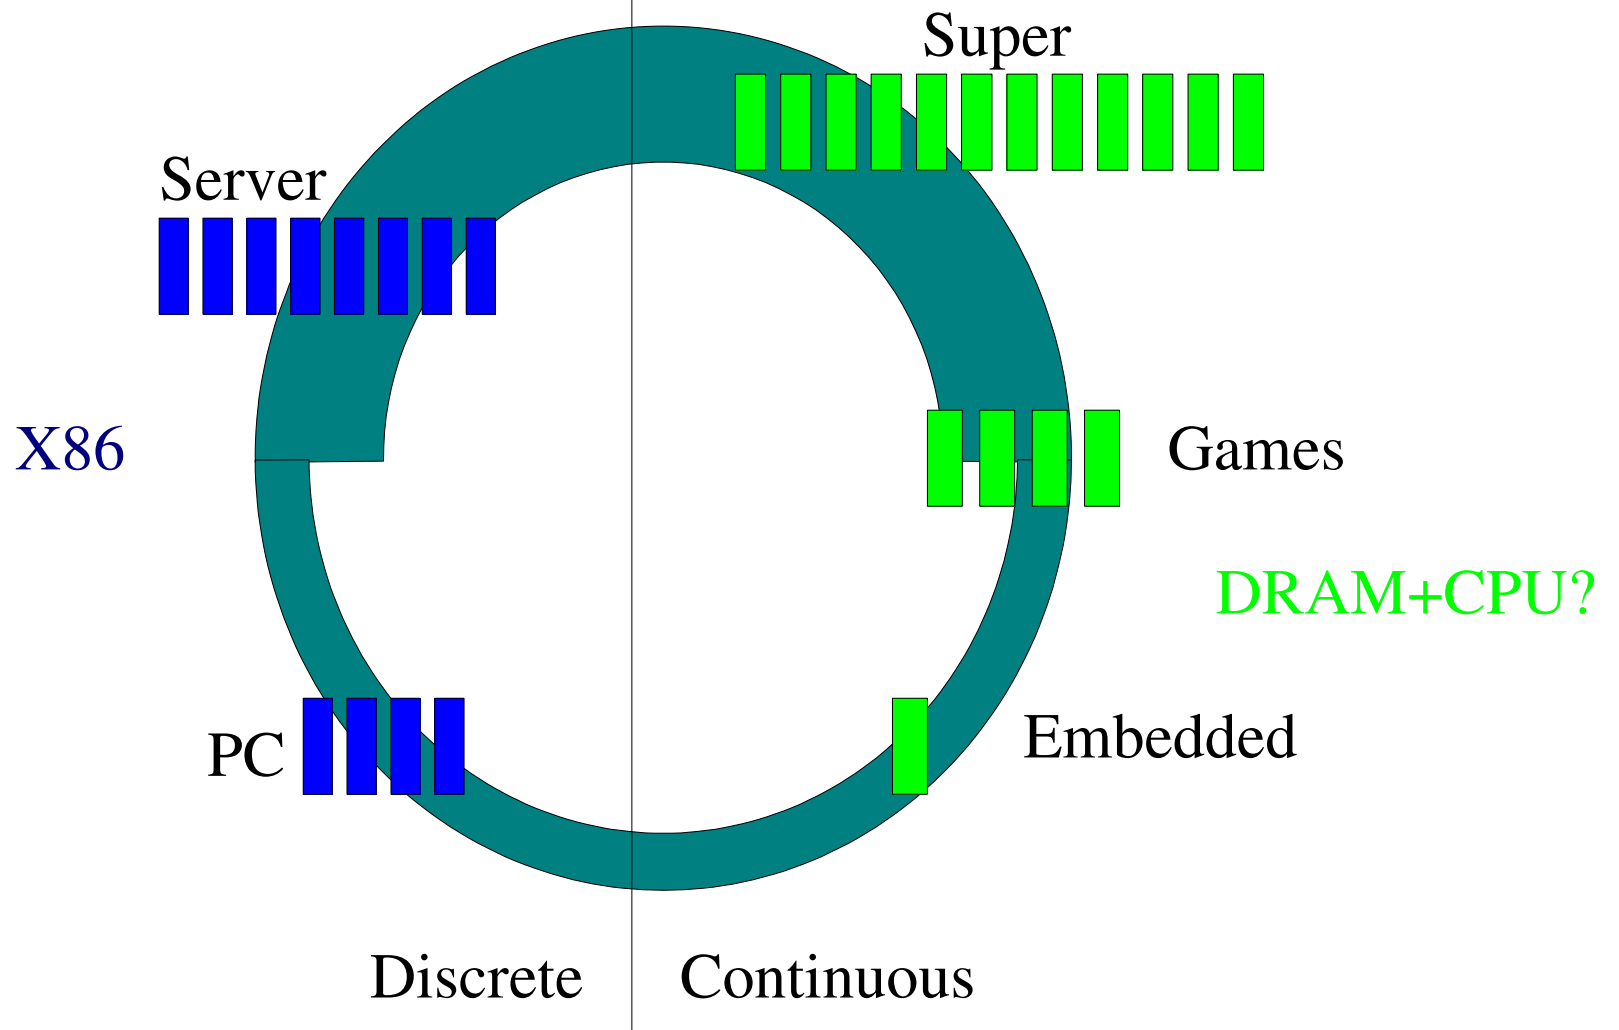 Super
Server
X86
Games
DRAM+CPU?
PC
Embedded
Discrete
Continuous